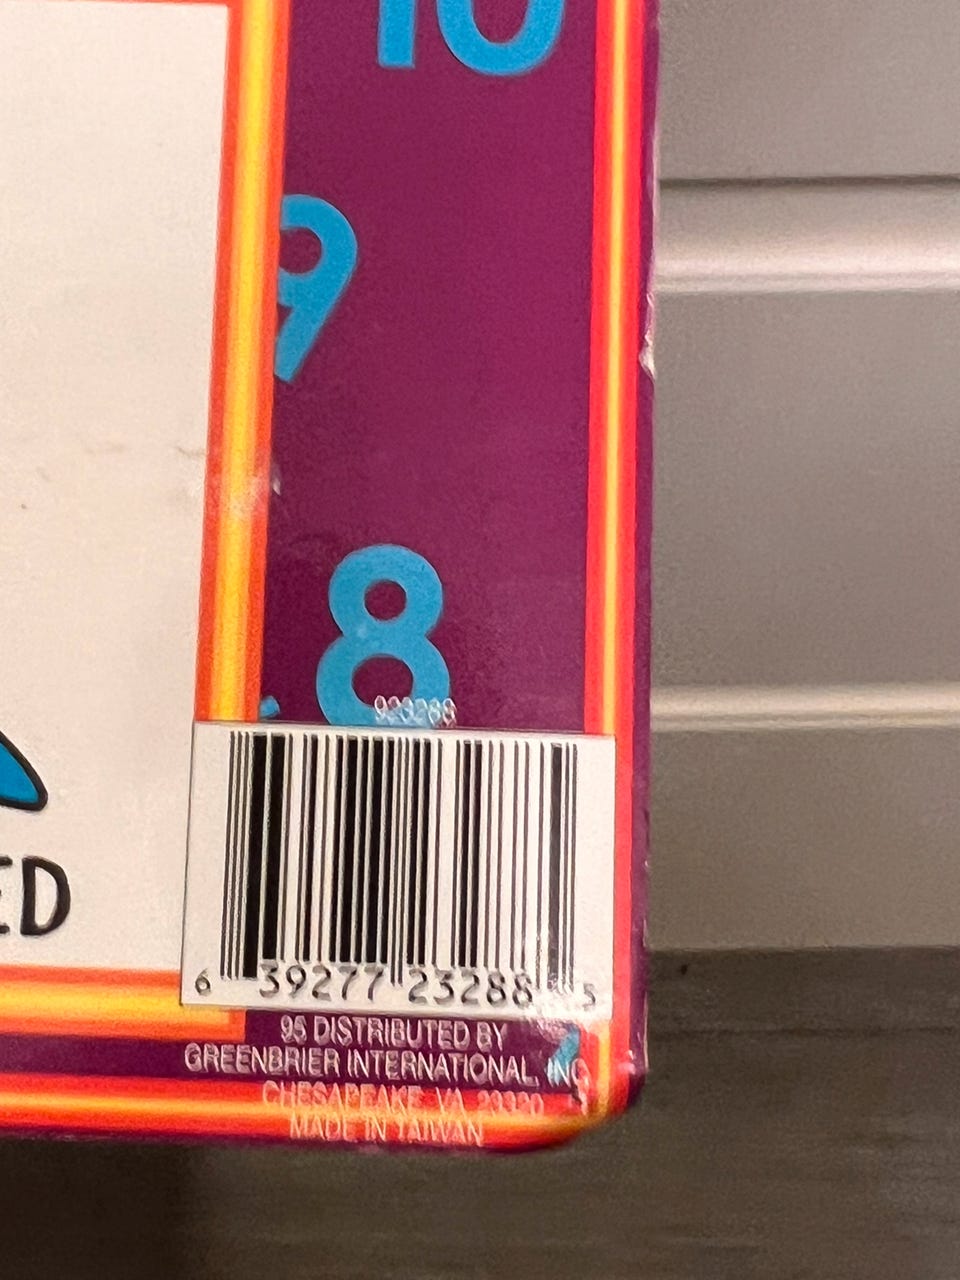 10
9
8
923288
ED
6 39277 23288 5
95 DISTRIBUTED BY
GREENBRIER INTERNATIONAL, INC
CHESAPEAKE, VA 23320
MADE IN TAIWAN